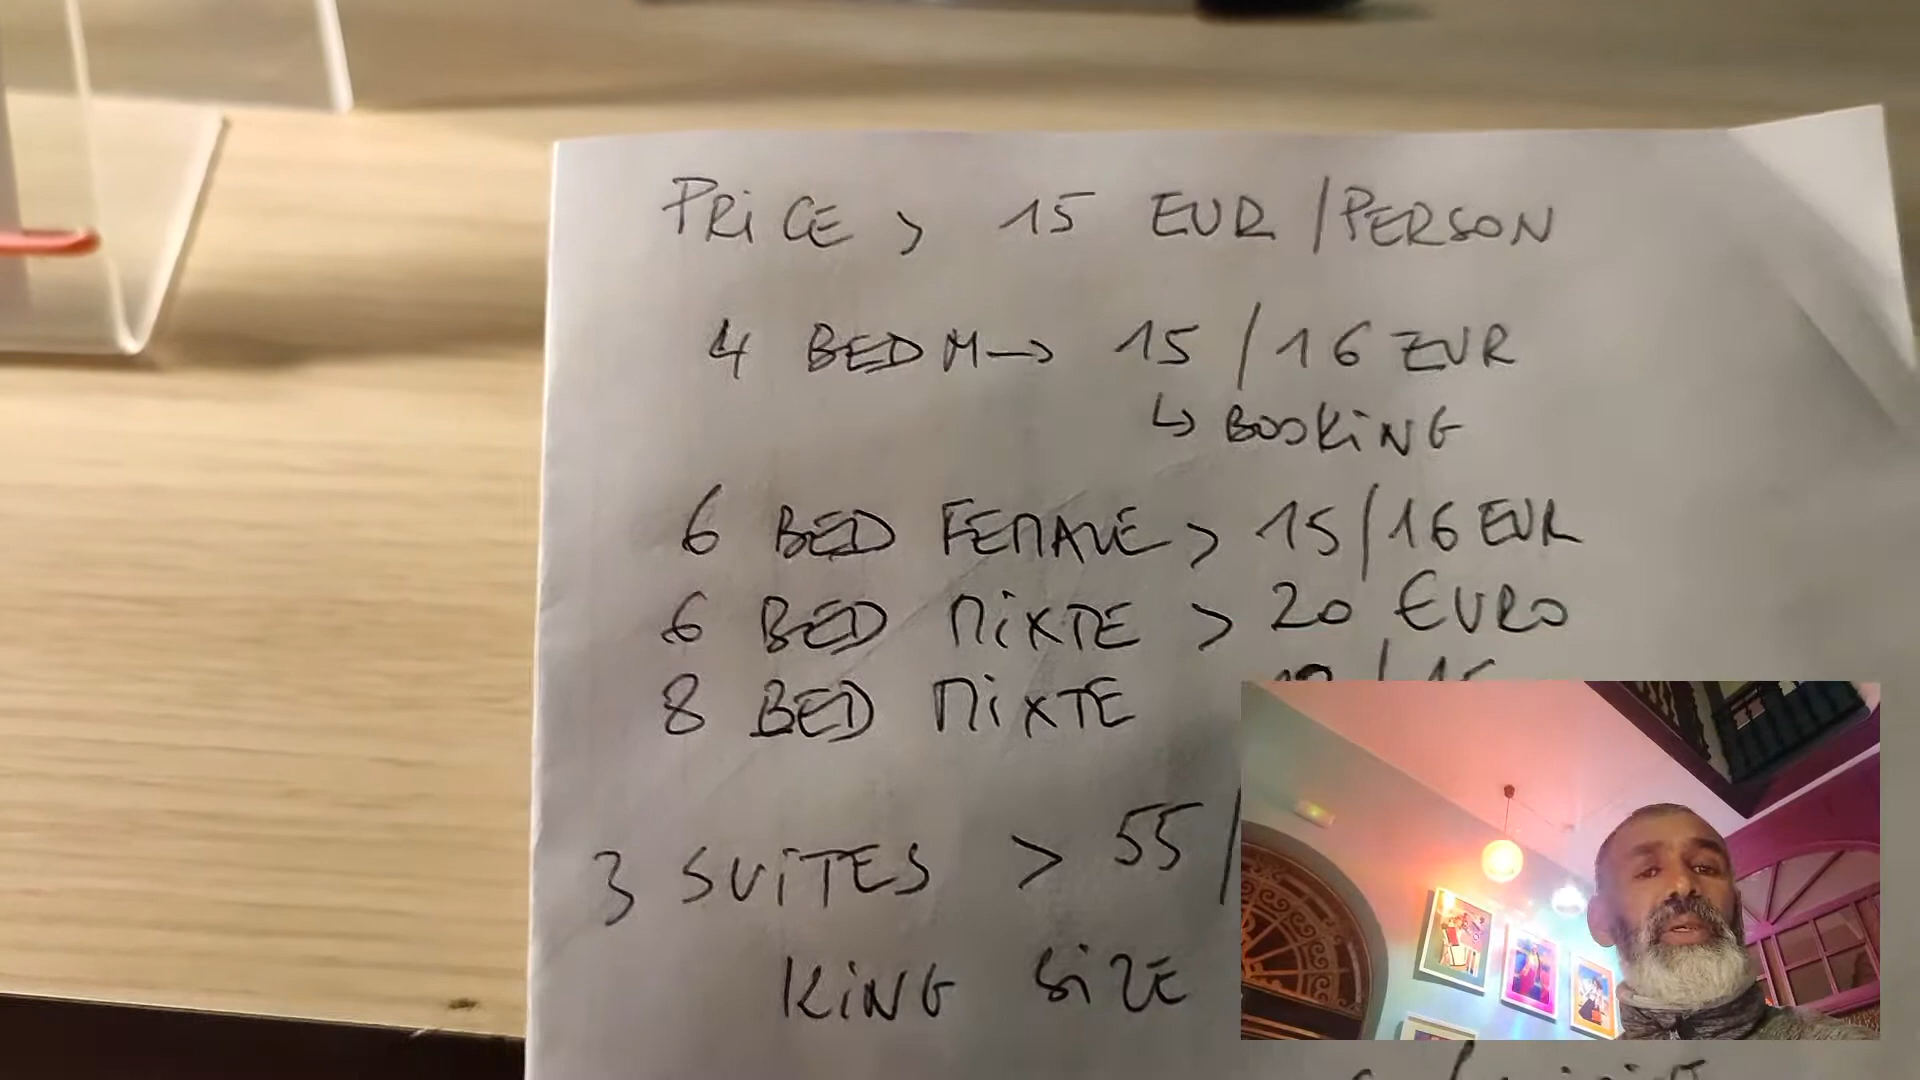 PRiCE > 15 EUR / PERSON
4 BED M → 15 / 16 EUR
↳ BOOKiNG
6 BED FEMALE > 15 / 16 EUR
6 BED MiXTE > 20 EURO
8 BED MiXTE
3 SUiTES > 55 /
KiNG SiZE